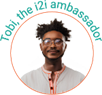 Tobi, the i2i ambassador